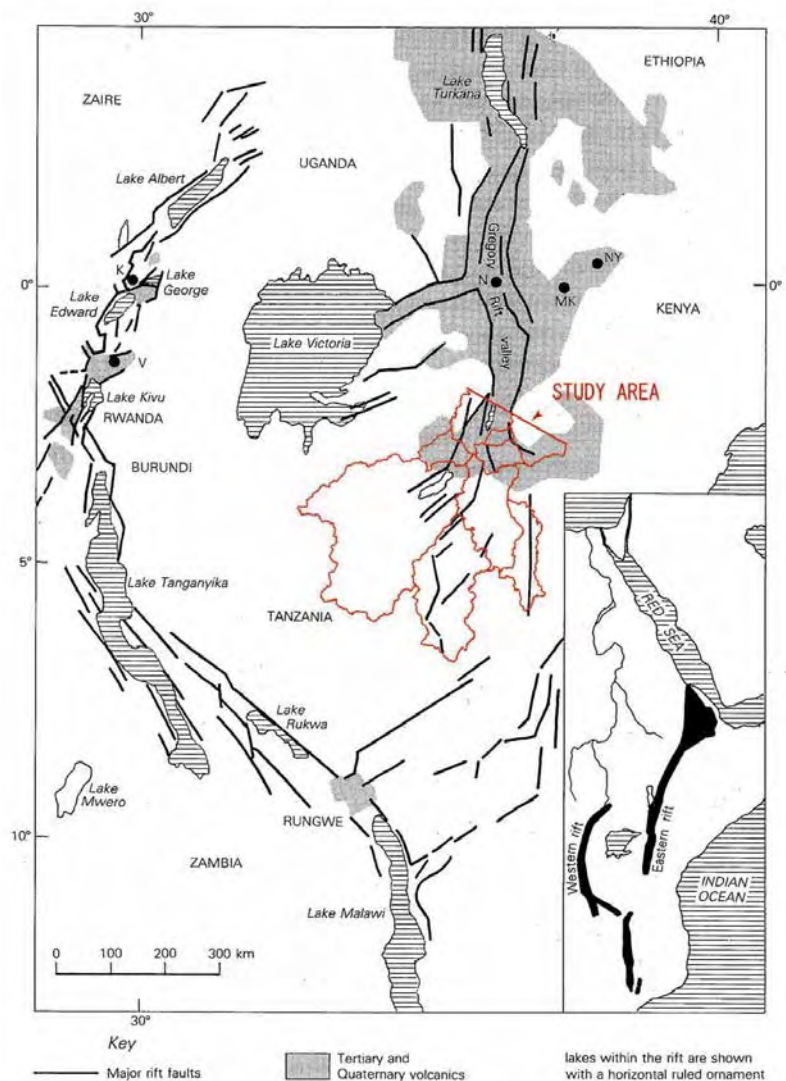 30°
40°
ETHIOPIA
Lake
Turkana
ZAIRE
UGANDA
Lake Albert
Gregory
Rift
valley
NY
K
Lake
George
N
MK
0°
0°
Lake
Edward
KENYA
Lake Victoria
V
STUDY AREA
Lake Kivu
RWANDA
BURUNDI
5°
Lake Tanganyika
TANZANIA
RED
SEA
Lake
Rukwa
Lake
Mwero
RUNGWE
10°
Western rift
Eastern rift
ZAMBIA
INDIAN
OCEAN
Lake Malawi
0 100 200 300 km
30°
Key
Major rift faults
Tertiary and
Quaternary volcanics
lakes within the rift are shown
with a horizontal ruled ornament